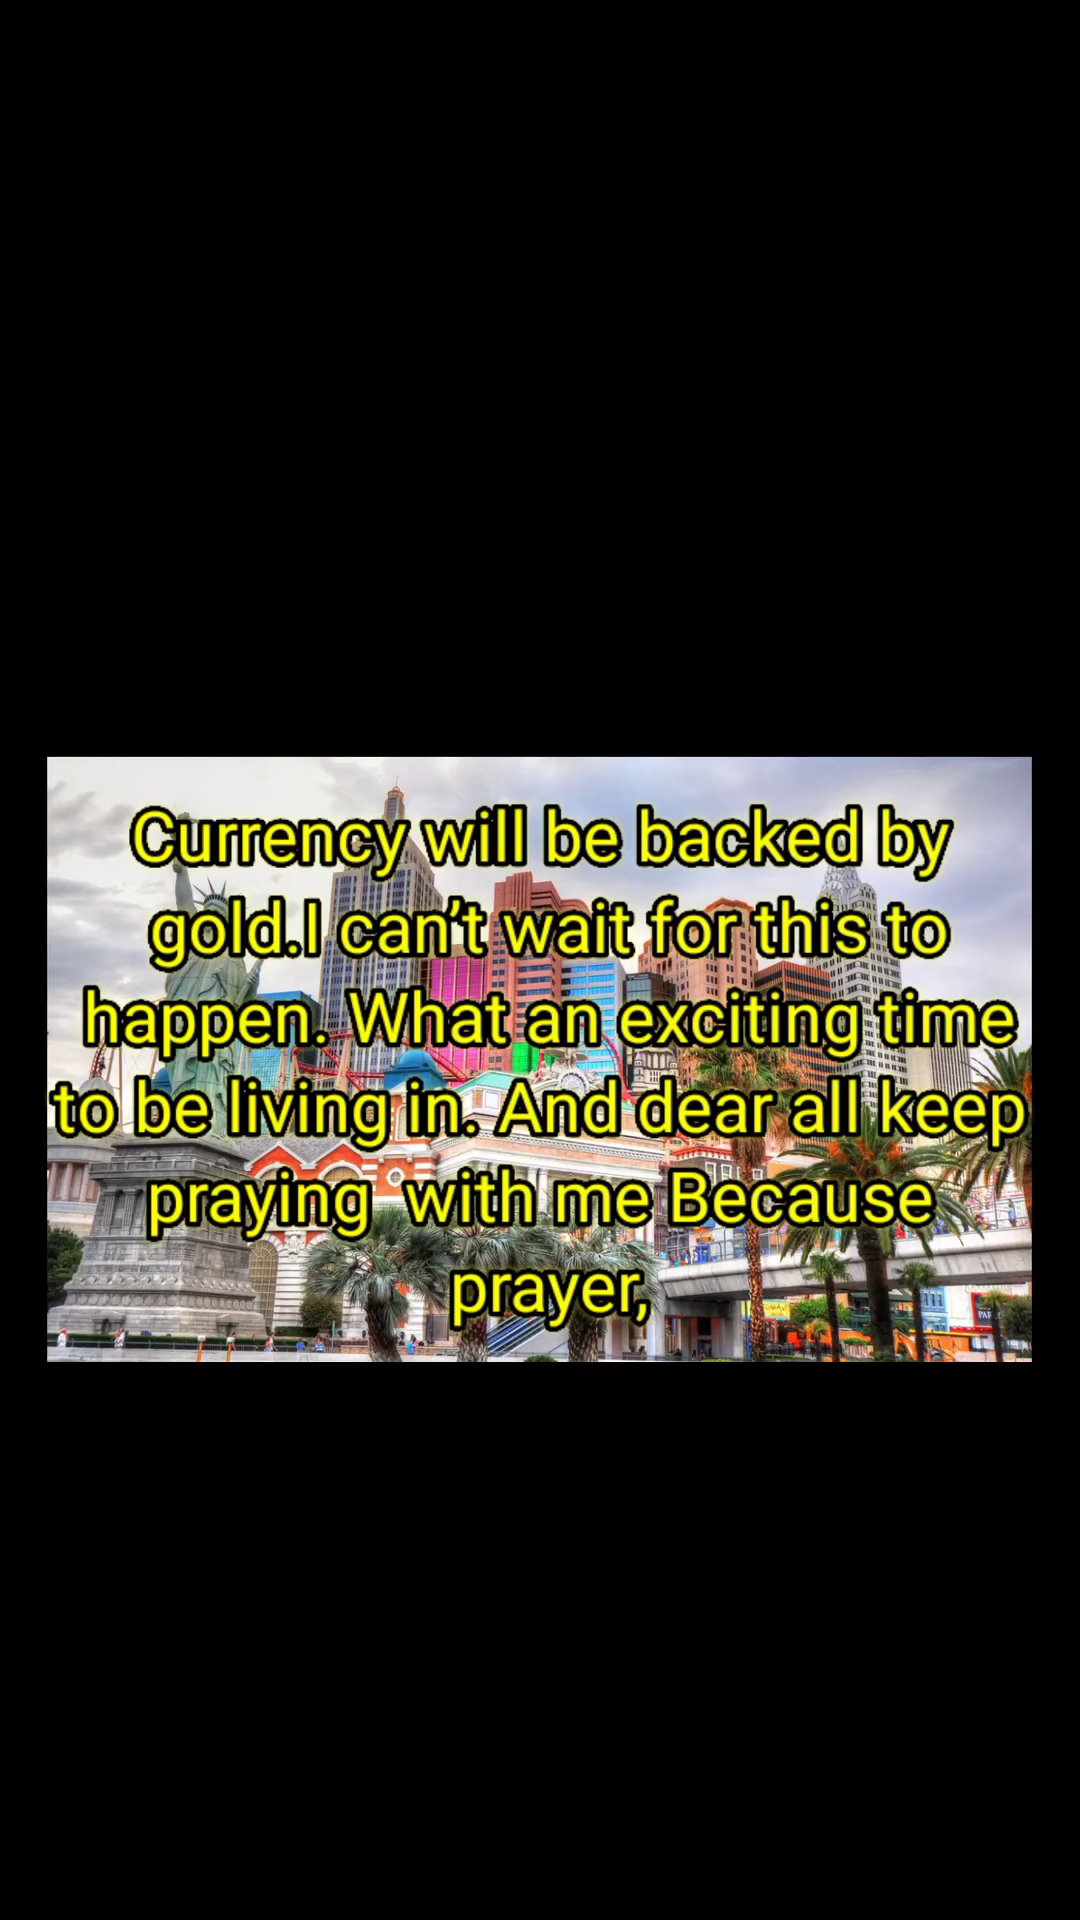 Currency will be backed by
gold.I can’t wait for this to
happen. What an exciting time
to be living in. And dear all keep
praying  with me Because
prayer,